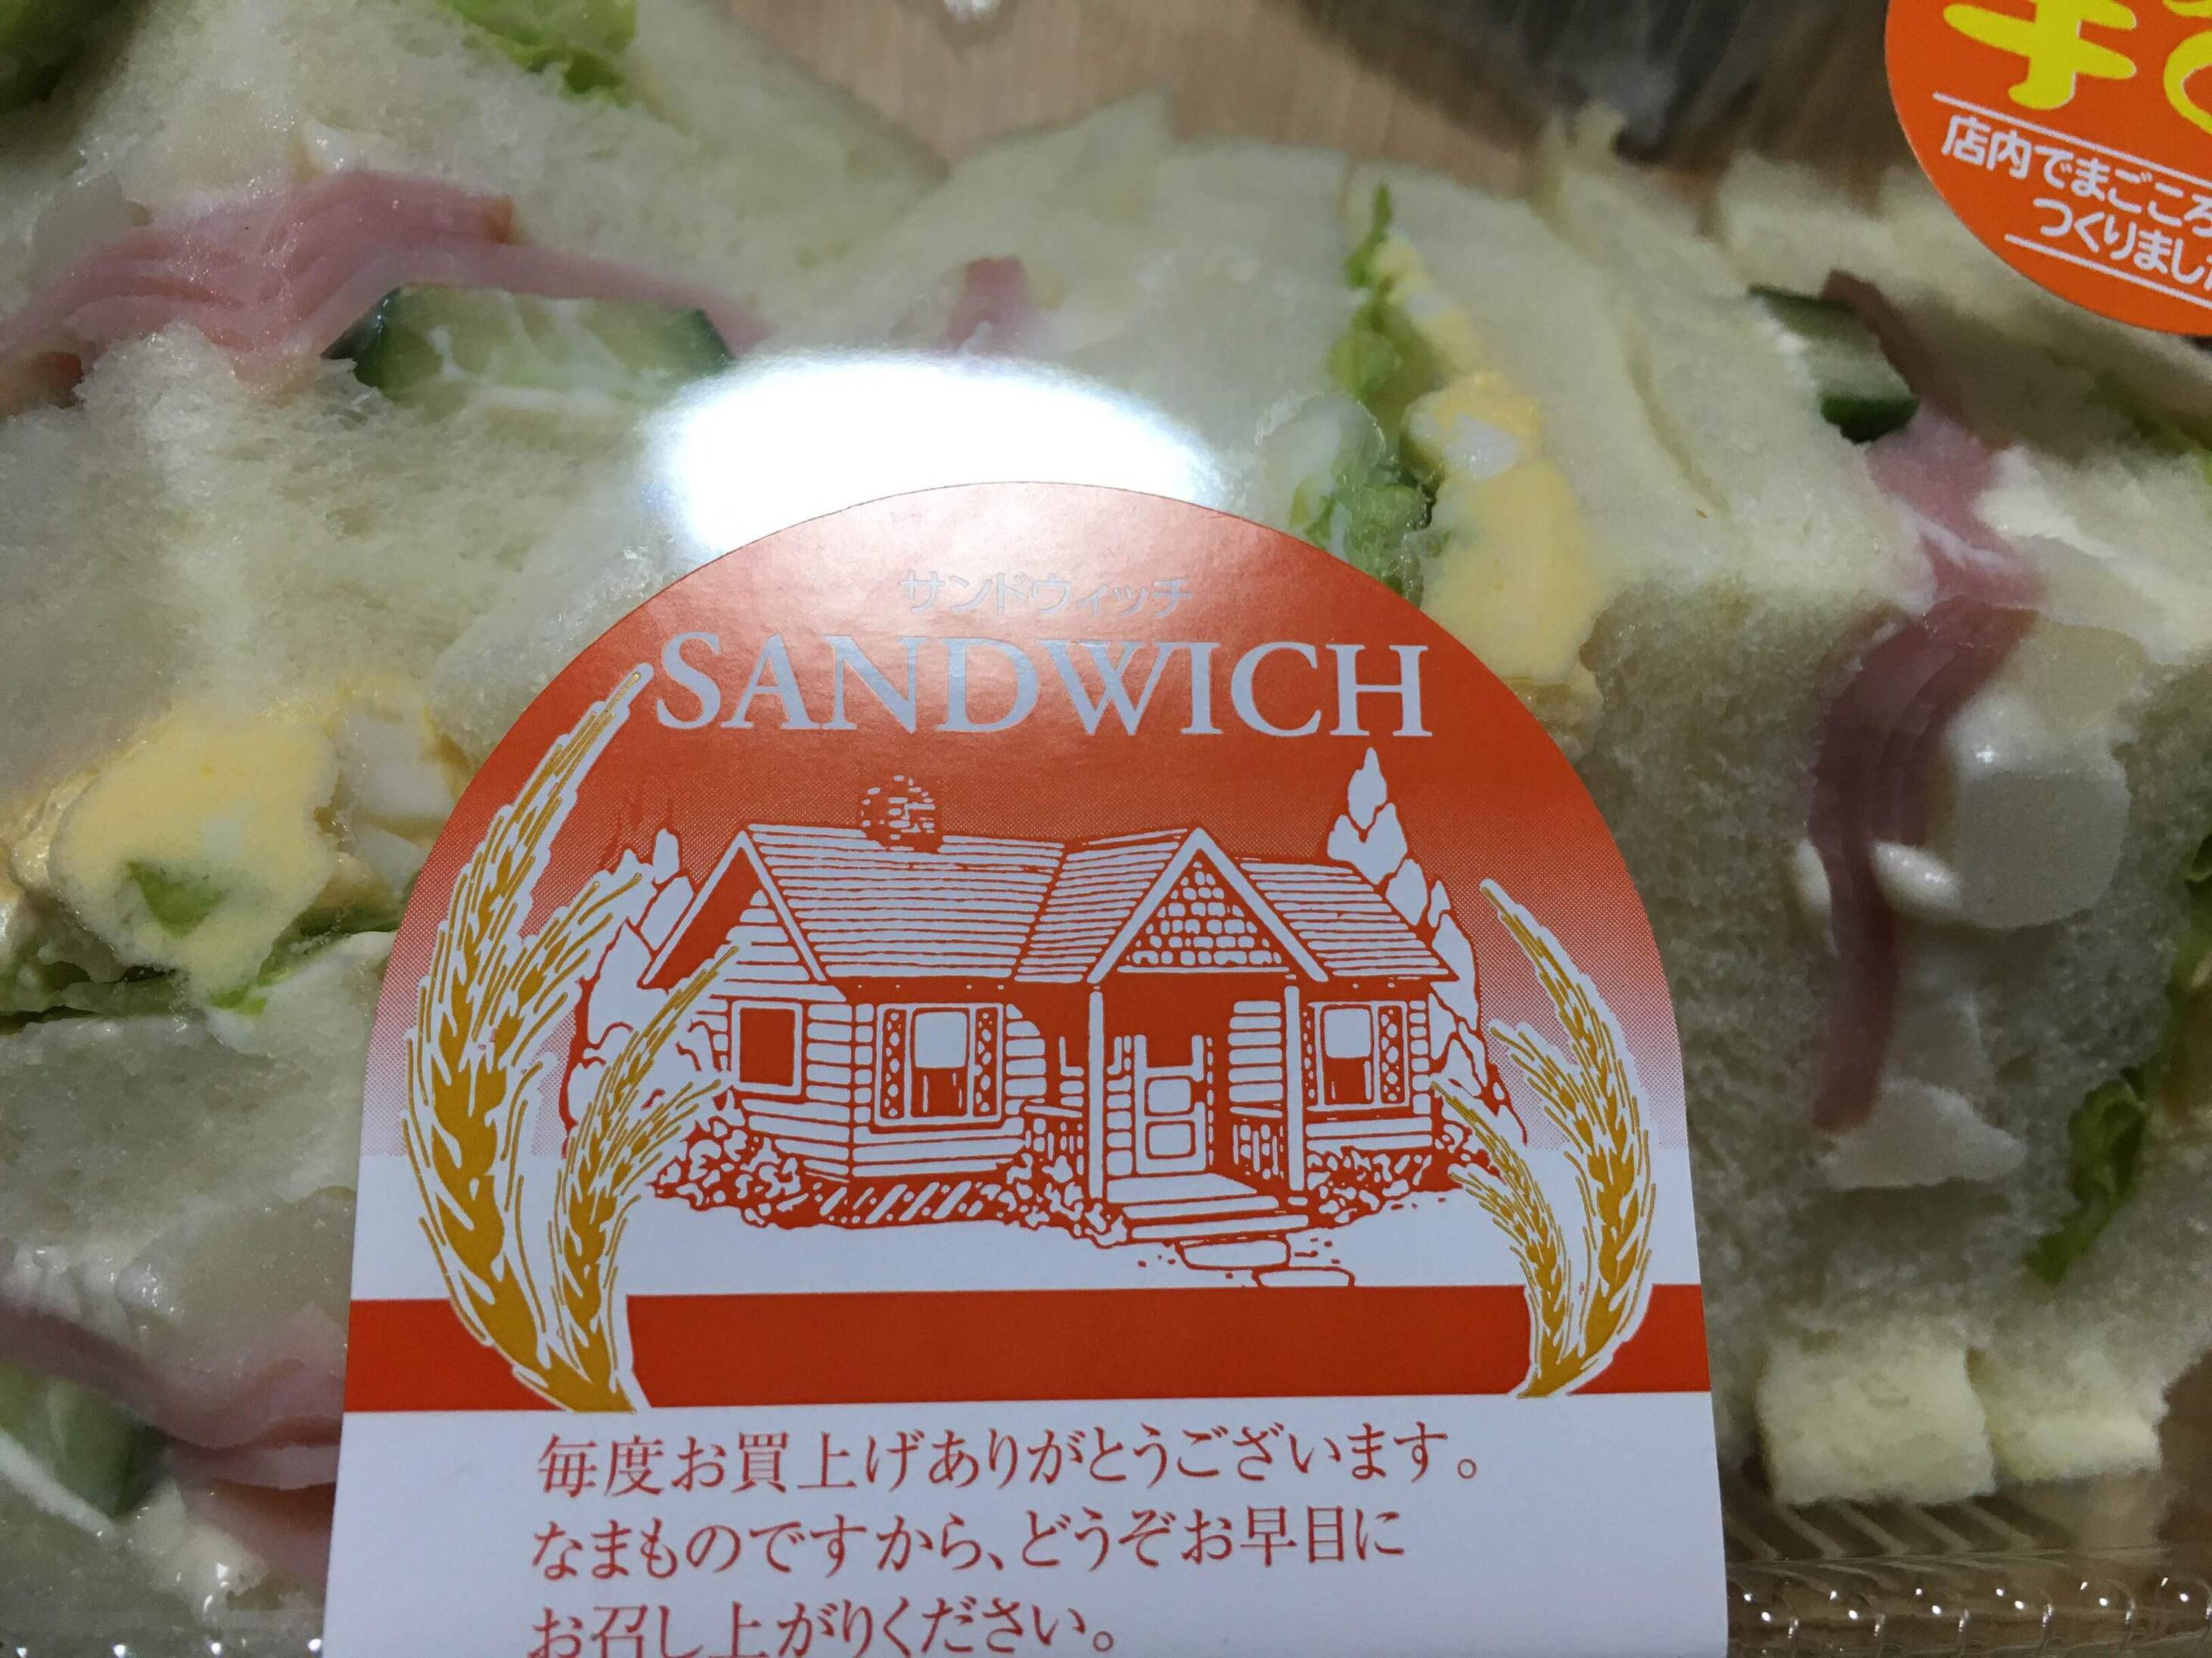 店内でまごころ
つくりまし
サンドウィッチ
SANDWICH
毎度お買上げありがとうございます。
なまものですから、どうぞお早目に
お召し上がりください。